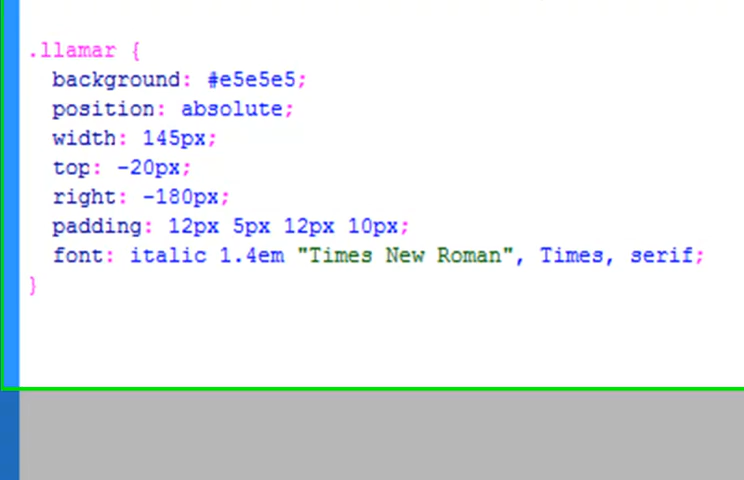 .llamar {
background: #e5e5e5;
position: absolute;
width: 145px;
top: -20px;
right: -180px;
padding: 12px 5px 12px 10px;
font: italic 1.4em "Times New Roman", Times, serif;
}